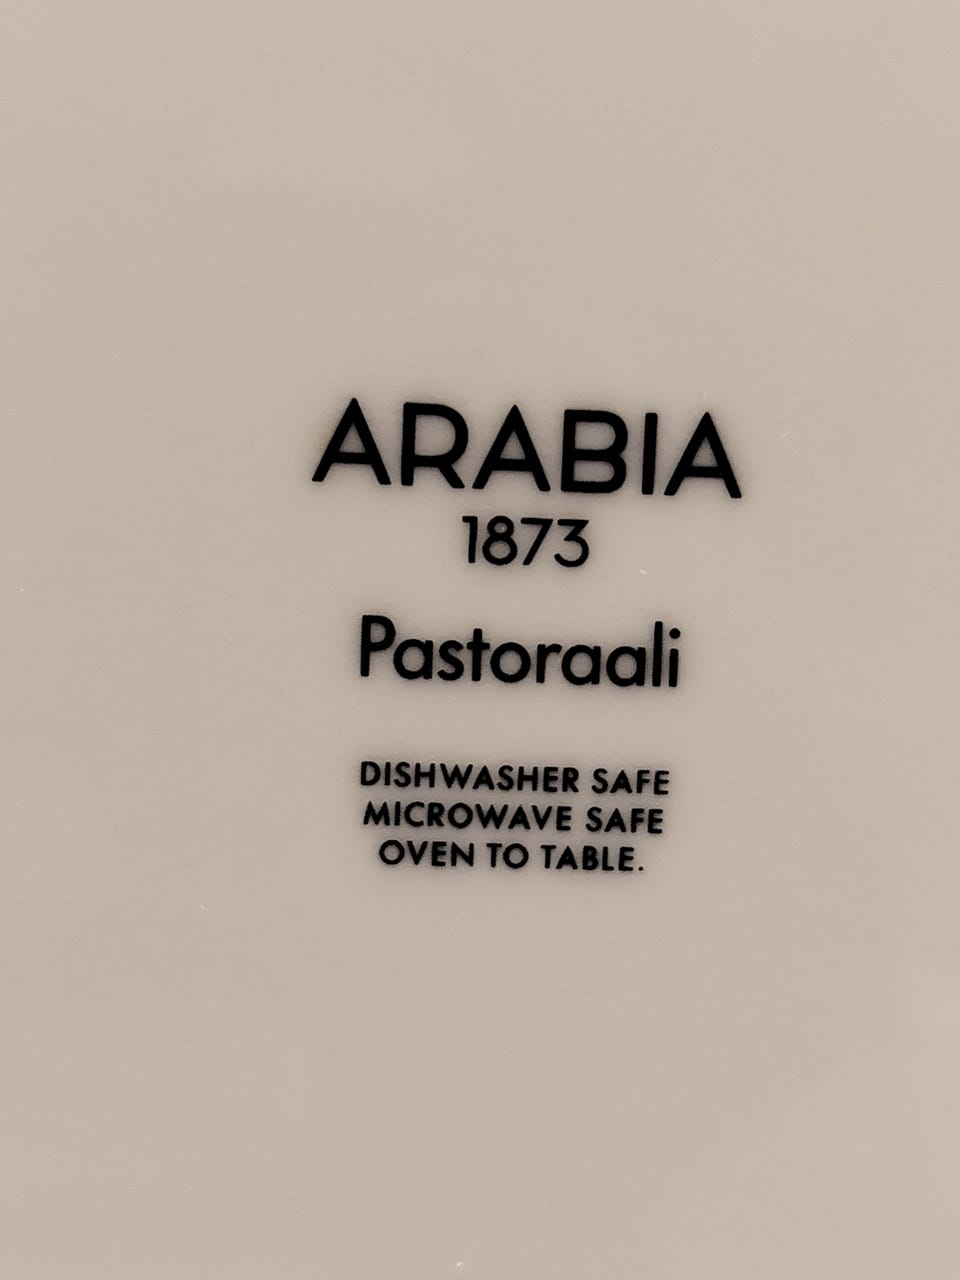 ARABIA
1873
Pastoraali
DISHWASHER SAFE
MICROWAVE SAFE
OVEN TO TABLE.